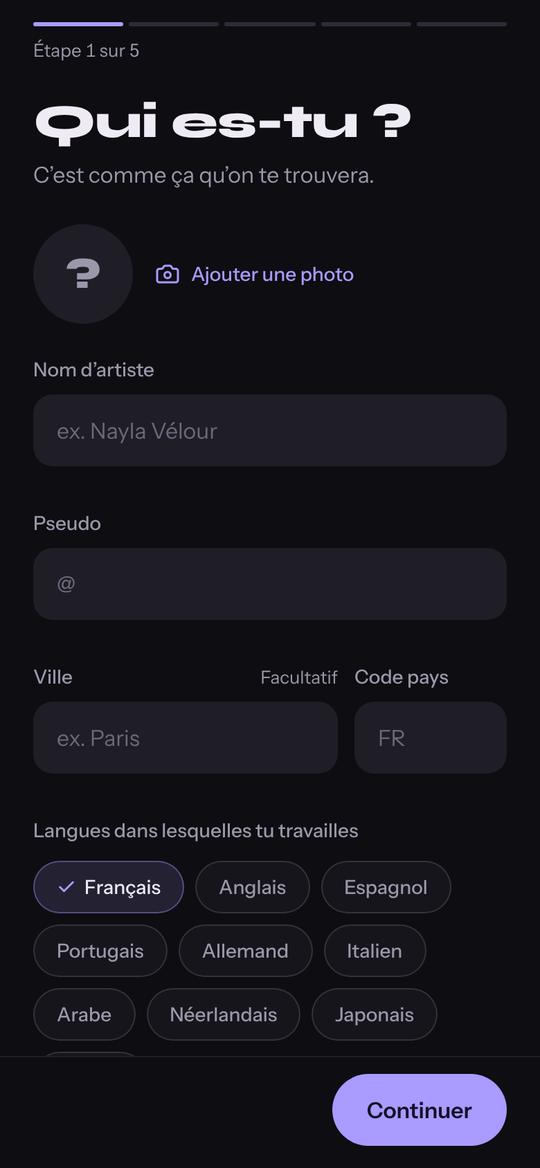 Étape 1 sur 5
Qui es-tu ?
C’est comme ça qu’on te trouvera.
?
Ajouter une photo
Nom d’artiste
ex. Nayla Vélour
Pseudo
@
Ville Facultatif Code pays
ex. Paris FR
Langues dans lesquelles tu travailles
Français Anglais Espagnol
Portugais Allemand Italien
Arabe Néerlandais Japonais
Continuer